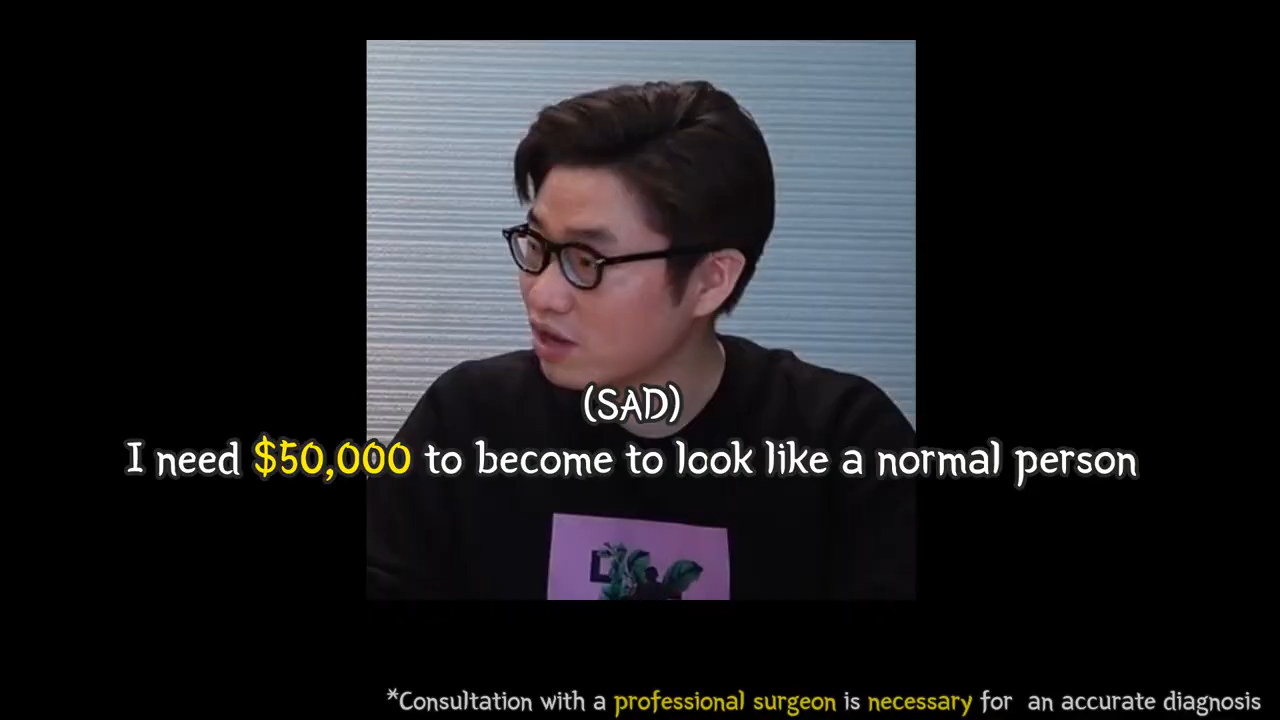 (SAD)
I need $50,000 to become to look like a normal person
*Consultation with a professional surgeon is necessary for an accurate diagnosis